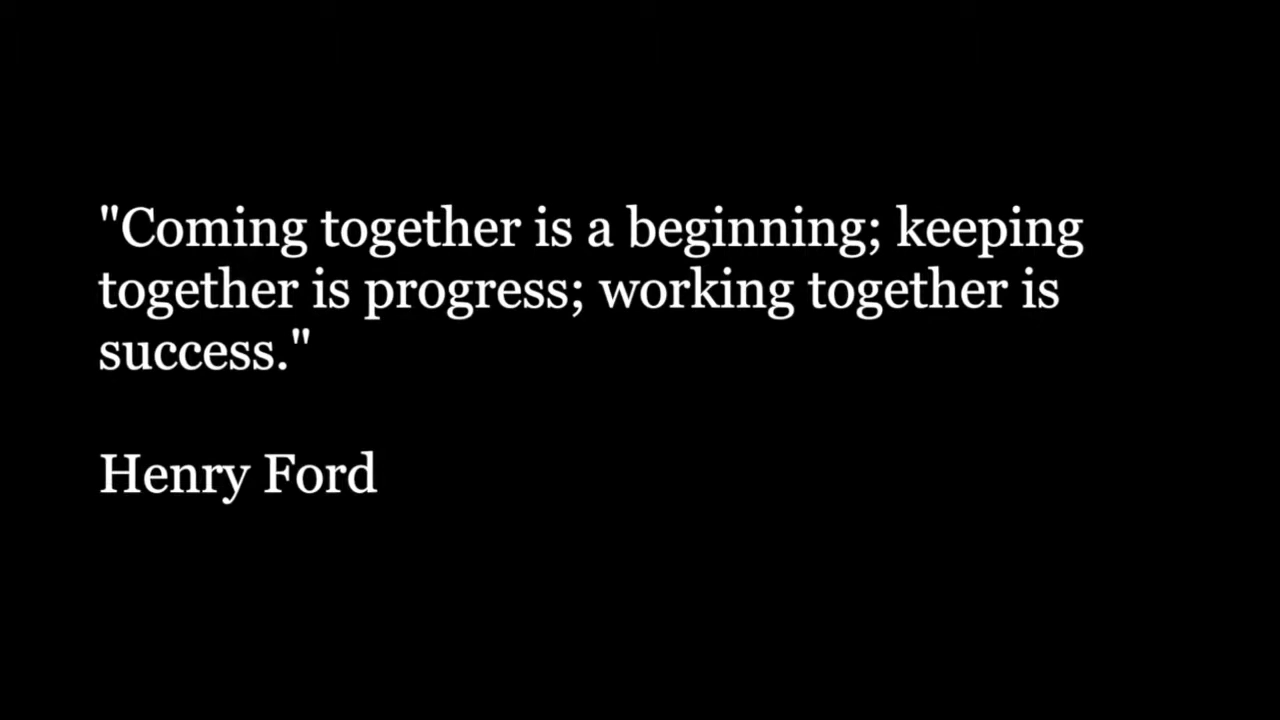 "Coming together is a beginning; keeping
together is progress; working together is
success."
Henry Ford